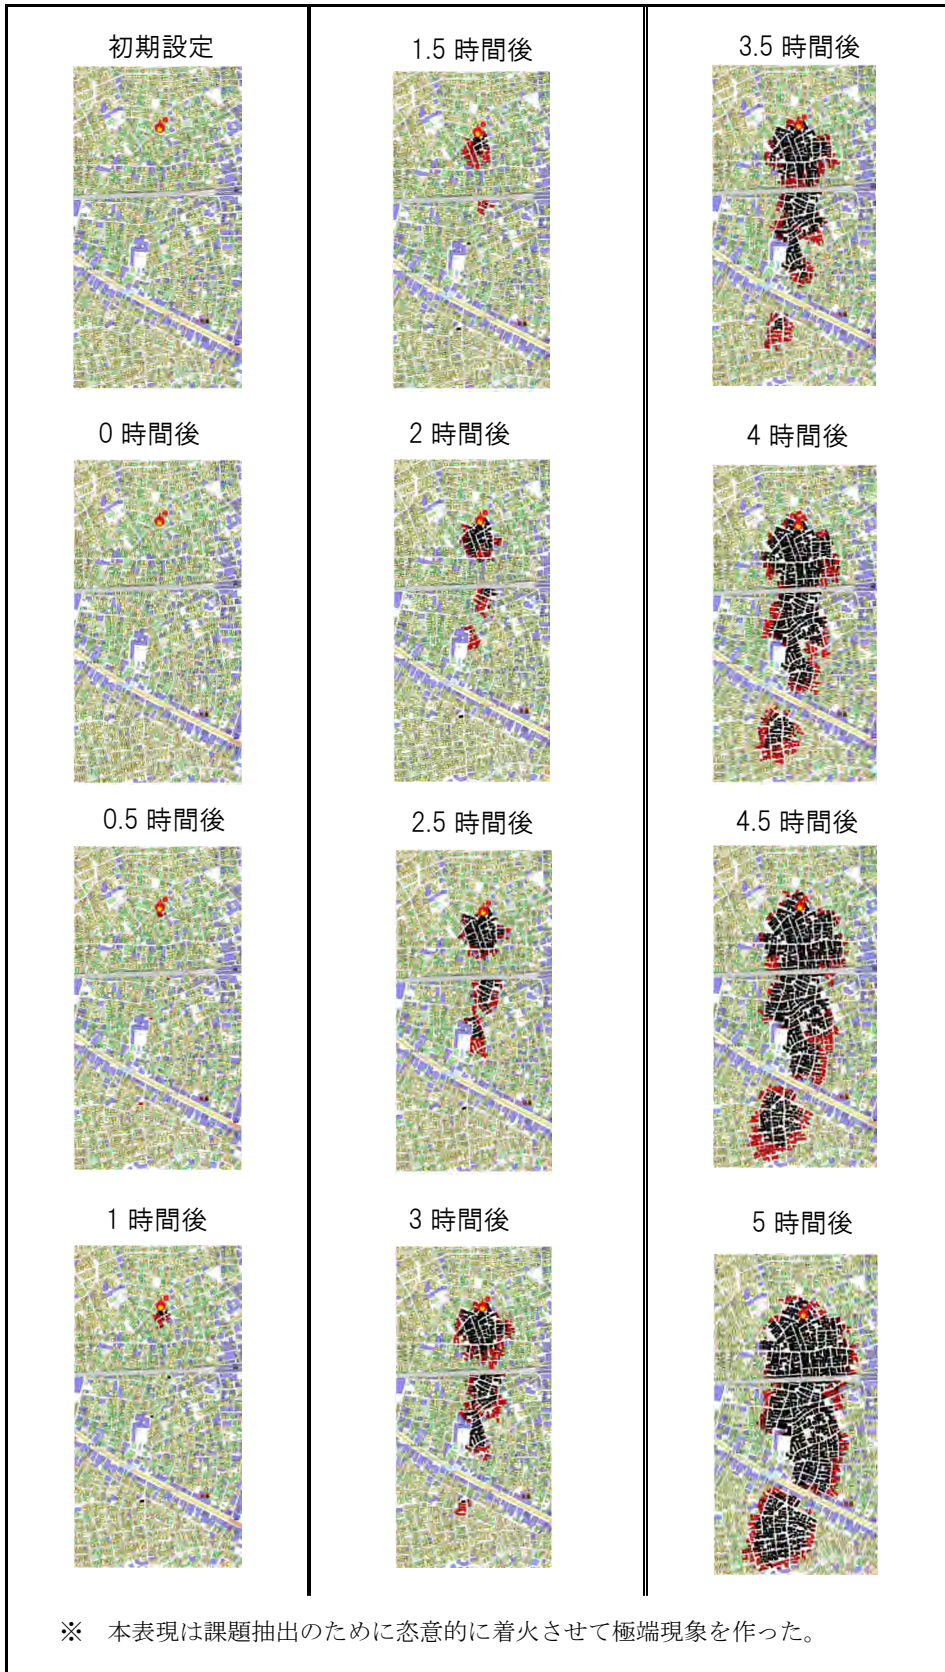 初期設定
0 時間後
0.5 時間後
1 時間後
1.5 時間後
2 時間後
2.5 時間後
3 時間後
3.5 時間後
4 時間後
4.5 時間後
5 時間後
※　本表現は課題抽出のために恣意的に着火させて極端現象を作った。